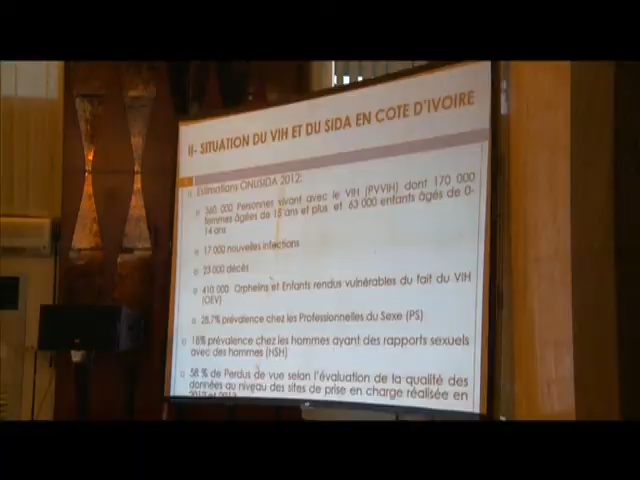 II- SITUATION DU VIH ET DU SIDA EN COTE D'IVOIRE
Estimations ONUSIDA 2012:
Personnes vivant avec le VIH (PVVIH) dont 170 000
femmes âgées de 15 ans et plus et 63 000 enfants âgés de 0-
14 ans
17 000 nouvelles infections
23 000 décès
410 000 Orphelins et Enfants rendus vulnérables du fait du VIH
(OEV)
28.7% prévalence chez les Professionnelles du Sexe (PS)
18% prévalence chez les hommes ayant des rapports sexuels
avec des hommes (HSH)
58 % de Perdus de vue selon l'évaluation de la qualité des
données au niveau des sites de prise en charge réalisée en